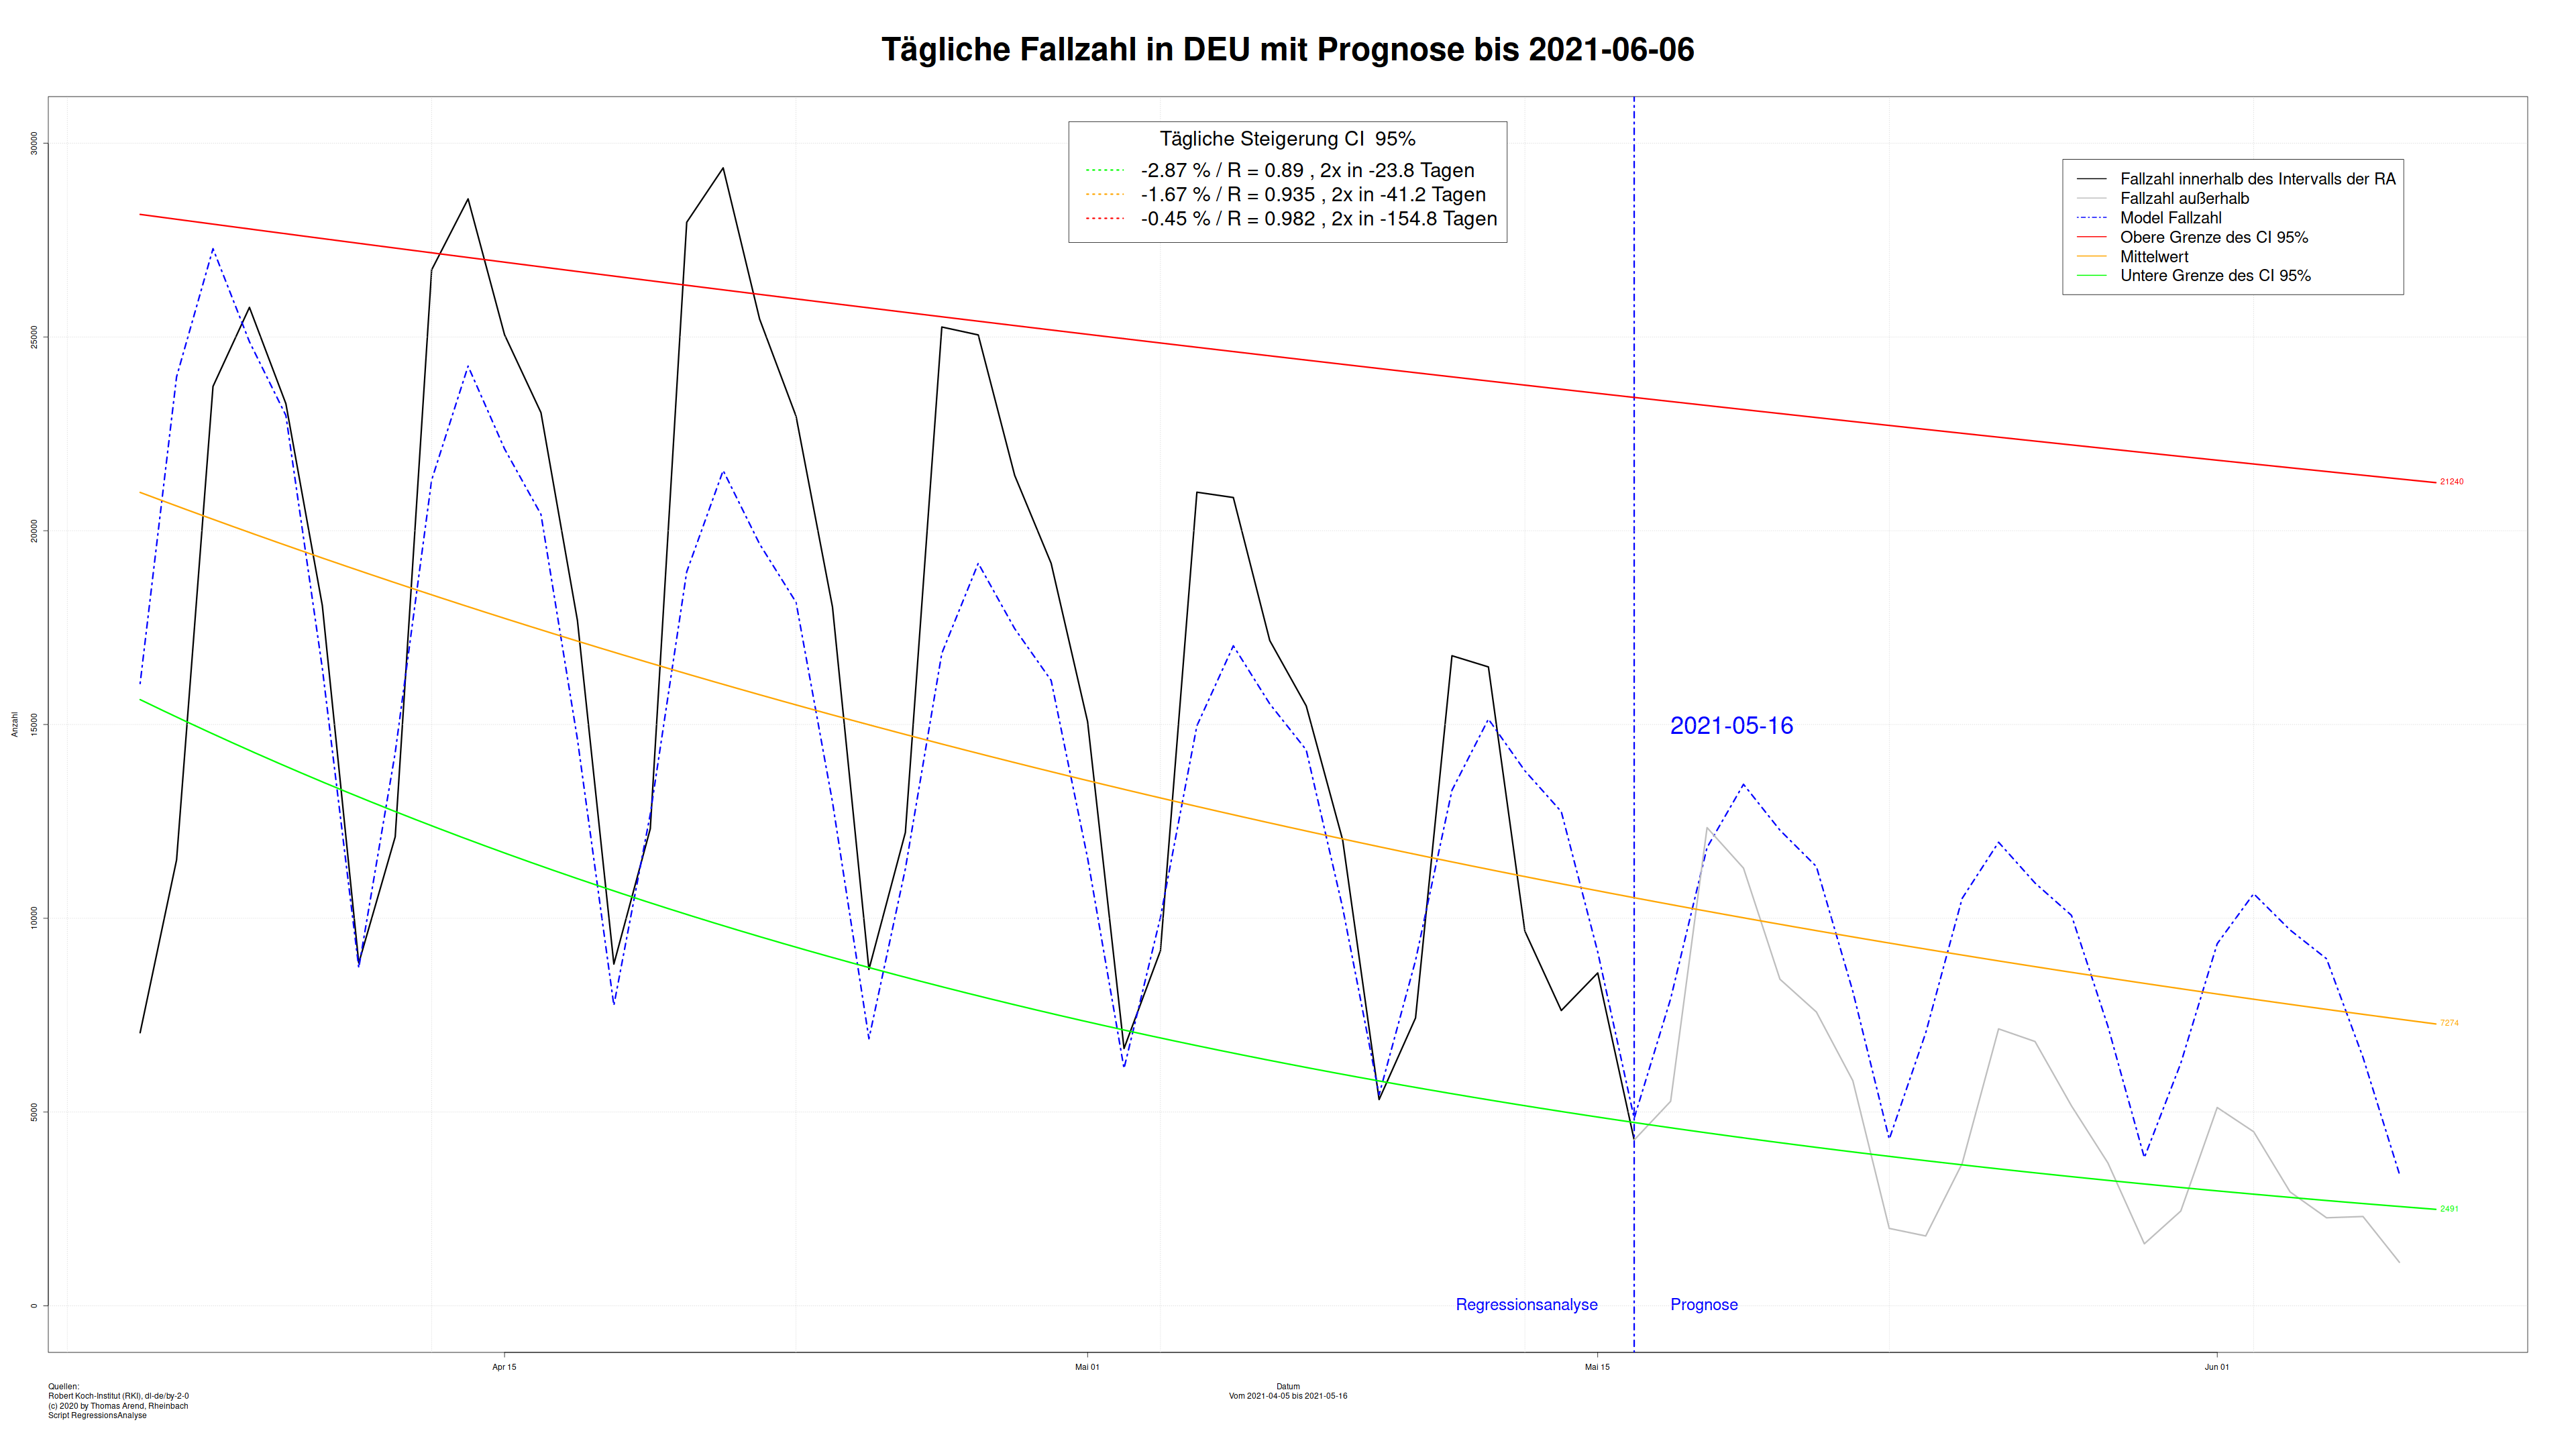 Tägliche Fallzahl in DEU mit Prognose bis 2021-06-06
Tägliche Steigerung CI 95%
-2.87 % / R = 0.89 , 2x in -23.8 Tagen
-1.67 % / R = 0.935 , 2x in -41.2 Tagen
-0.45 % / R = 0.982 , 2x in -154.8 Tagen
Fallzahl innerhalb des Intervalls der RA
Fallzahl außerhalb
Model Fallzahl
Obere Grenze des CI 95%
Mittelwert
Untere Grenze des CI 95%
30000
25000
20000
15000
10000
5000
0
Anzahl
21240
7274
2491
2021-05-16
Regressionsanalyse
Prognose
Apr 15
Mai 01
Mai 15
Jun 01
Datum
Vom 2021-04-05 bis 2021-05-16
Quellen:
Robert Koch-Institut (RKI), dl-de/by-2-0
(c) 2020 by Thomas Arend, Rheinbach
Script RegressionsAnalyse